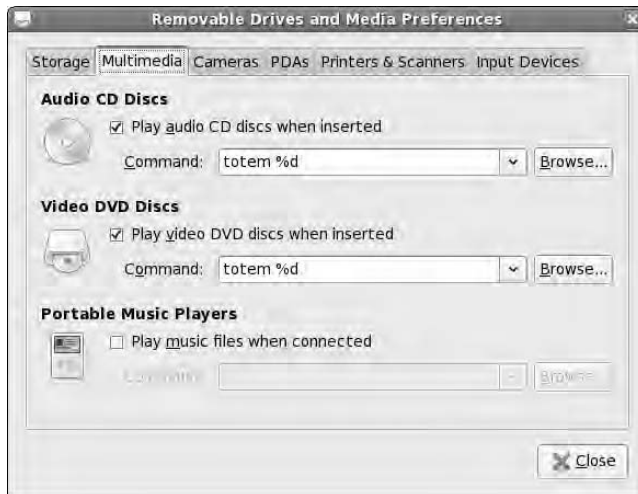 Removable Drives and Media Preferences
Storage Multimedia Cameras PDAs Printers & Scanners Input Devices
Audio CD Discs
Play audio CD discs when inserted
Command: totem %d Browse...
Video DVD Discs
Play video DVD discs when inserted
Command: totem %d Browse...
Portable Music Players
Play music files when connected
Close